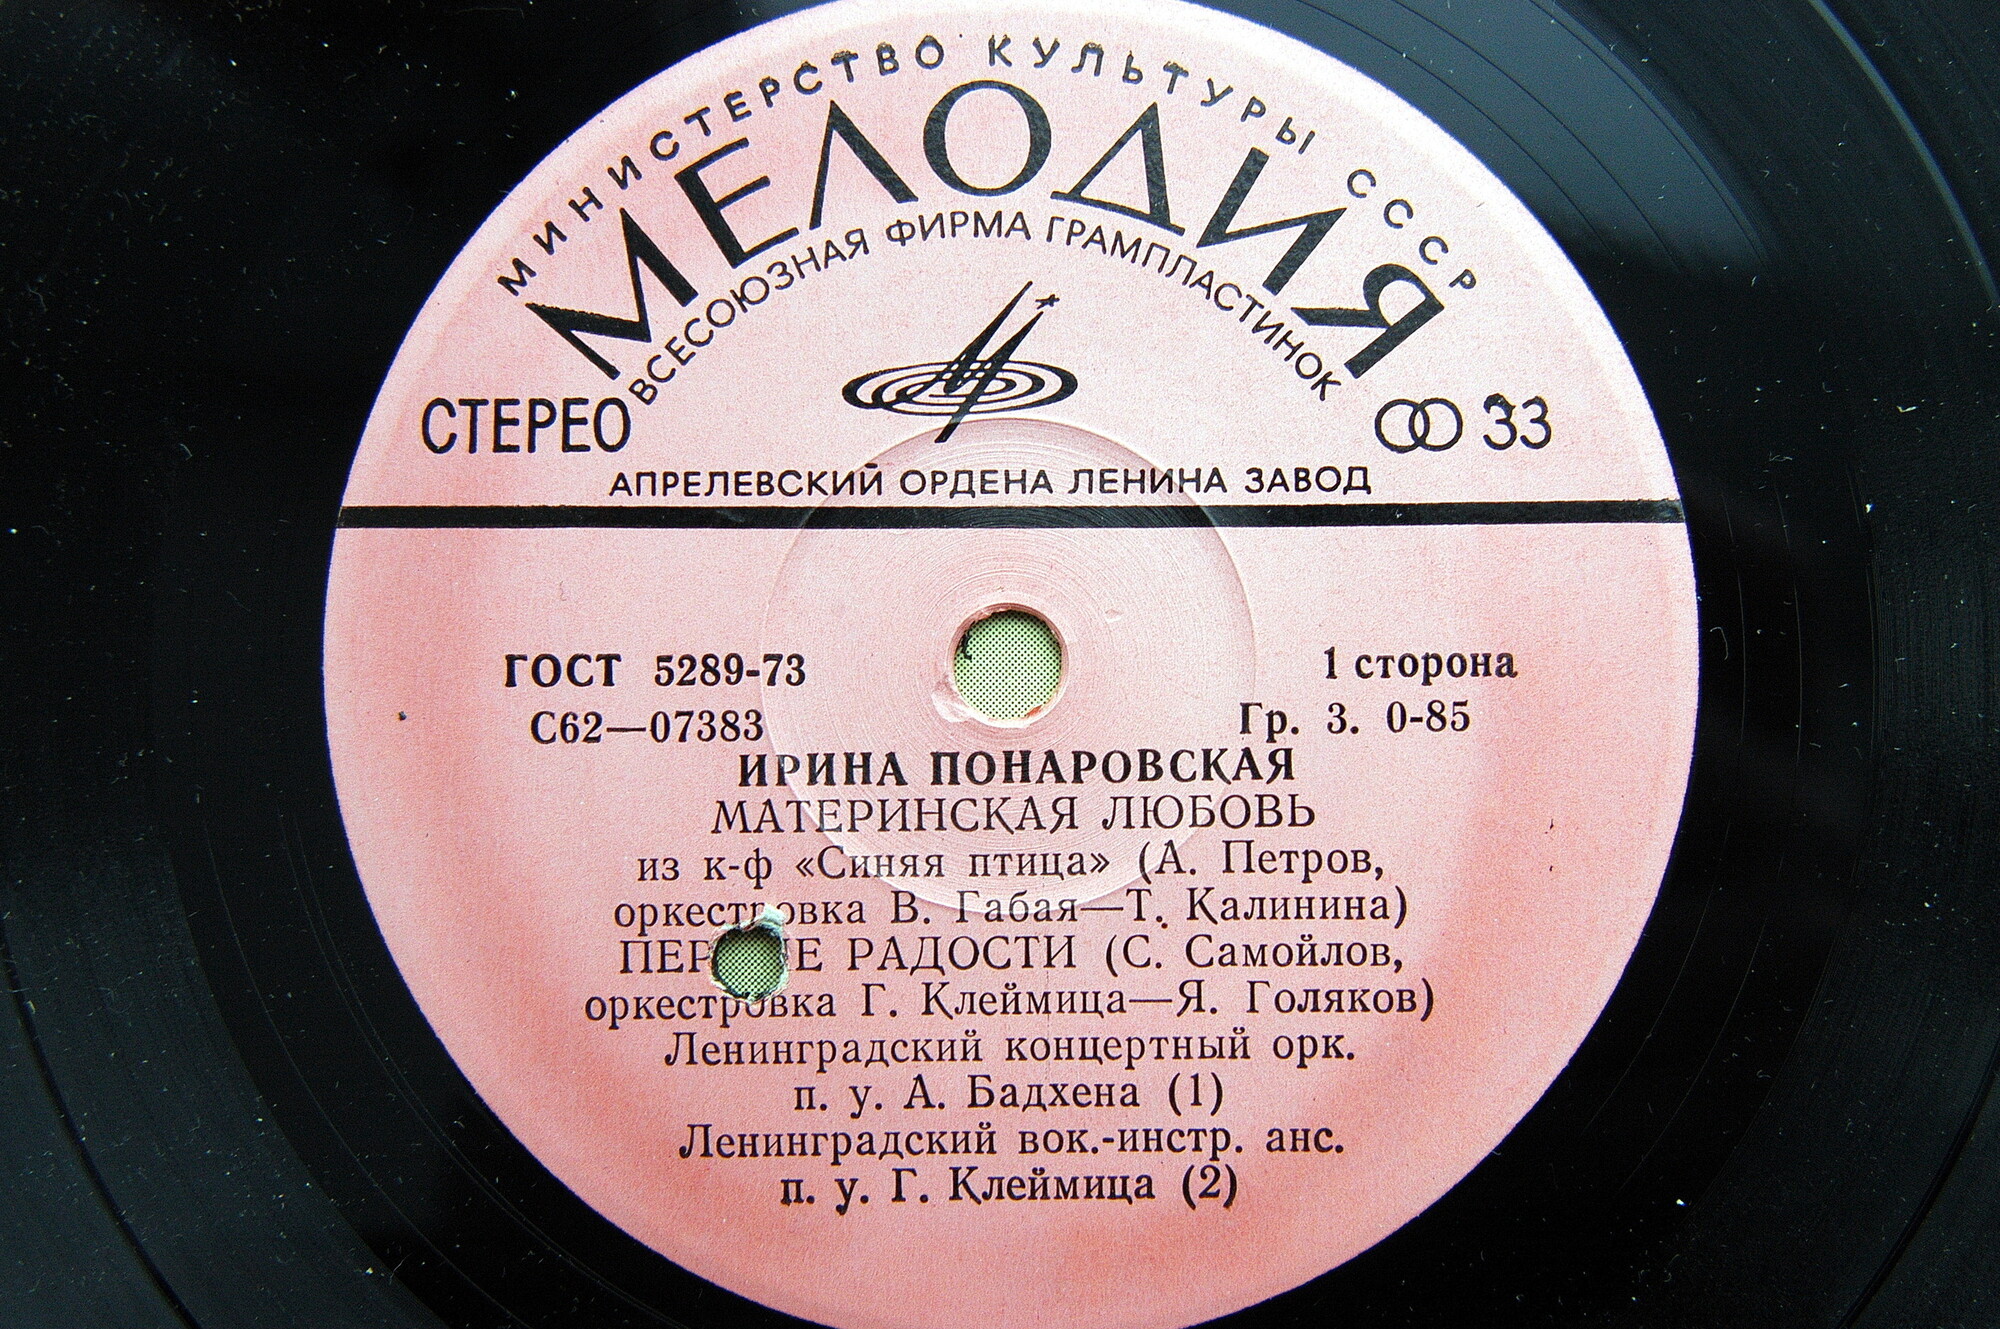 МИНИСТЕРСТВО КУЛЬТУРЫ СССР
МЕЛОДИЯ
ВСЕСОЮЗНАЯ ФИРМА ГРАМПЛАСТИНОК
СТЕРЕО 33
АПРЕЛЕВСКИЙ ОРДЕНА ЛЕНИНА ЗАВОД
ГОСТ 5289-73 1 сторона
С62—07383 Гр. 3. 0-85
ИРИНА ПОНАРОВСКАЯ
МАТЕРИНСКАЯ ЛЮБОВЬ
из к-ф «Синяя птица» (А. Петров,
оркестровка В. Габая—Т. Калинина)
РАДОСТИ (С. Самойлов,
оркестровка Г. Клеймица—Я. Голяков)
Ленинградский концертный орк.
п. у. А. Бадхена (1)
Ленинградский вок.-инстр. анс.
п. у. Г. Клеймица (2)